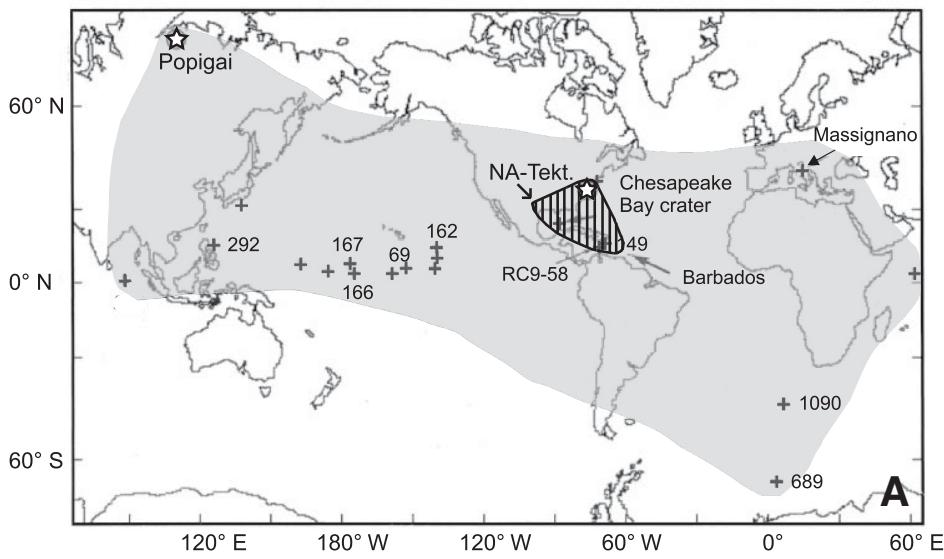 Popigai
60° N
Massignano
NA-Tekt.
Chesapeake
Bay crater
292
167
162
69
49
RC9-58
Barbados
166
0° N
1090
60° S
689
A
120° E
180° W
120° W
60° W
0°
60° E